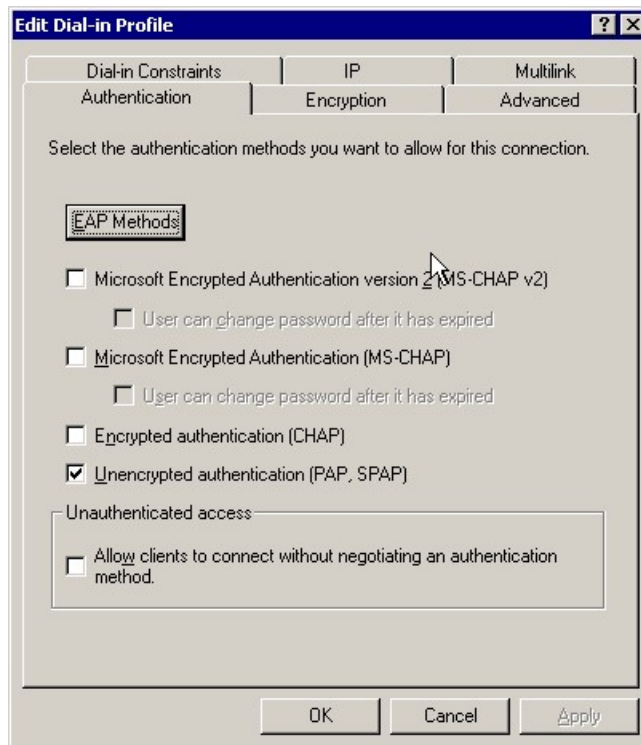 Edit Dial-in Profile
Dial-in Constraints
IP
Multilink
Authentication
Encryption
Advanced
Select the authentication methods you want to allow for this connection.
EAP Methods
Microsoft Encrypted Authentication version 2 (MS-CHAP v2)
User can change password after it has expired
Microsoft Encrypted Authentication (MS-CHAP)
User can change password after it has expired
Encrypted authentication (CHAP)
Unencrypted authentication (PAP, SPAP)
Unauthenticated access
Allow clients to connect without negotiating an authentication
method.
OK
Cancel
Apply